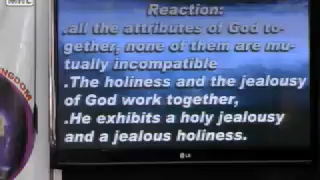 Reaction:
.all the attributes of God to-
gether, none of them are mu-
tually incompatible
.The holiness and the jealousy
of God work together,
.He exhibits a holy jealousy
and a jealous holiness.
LG